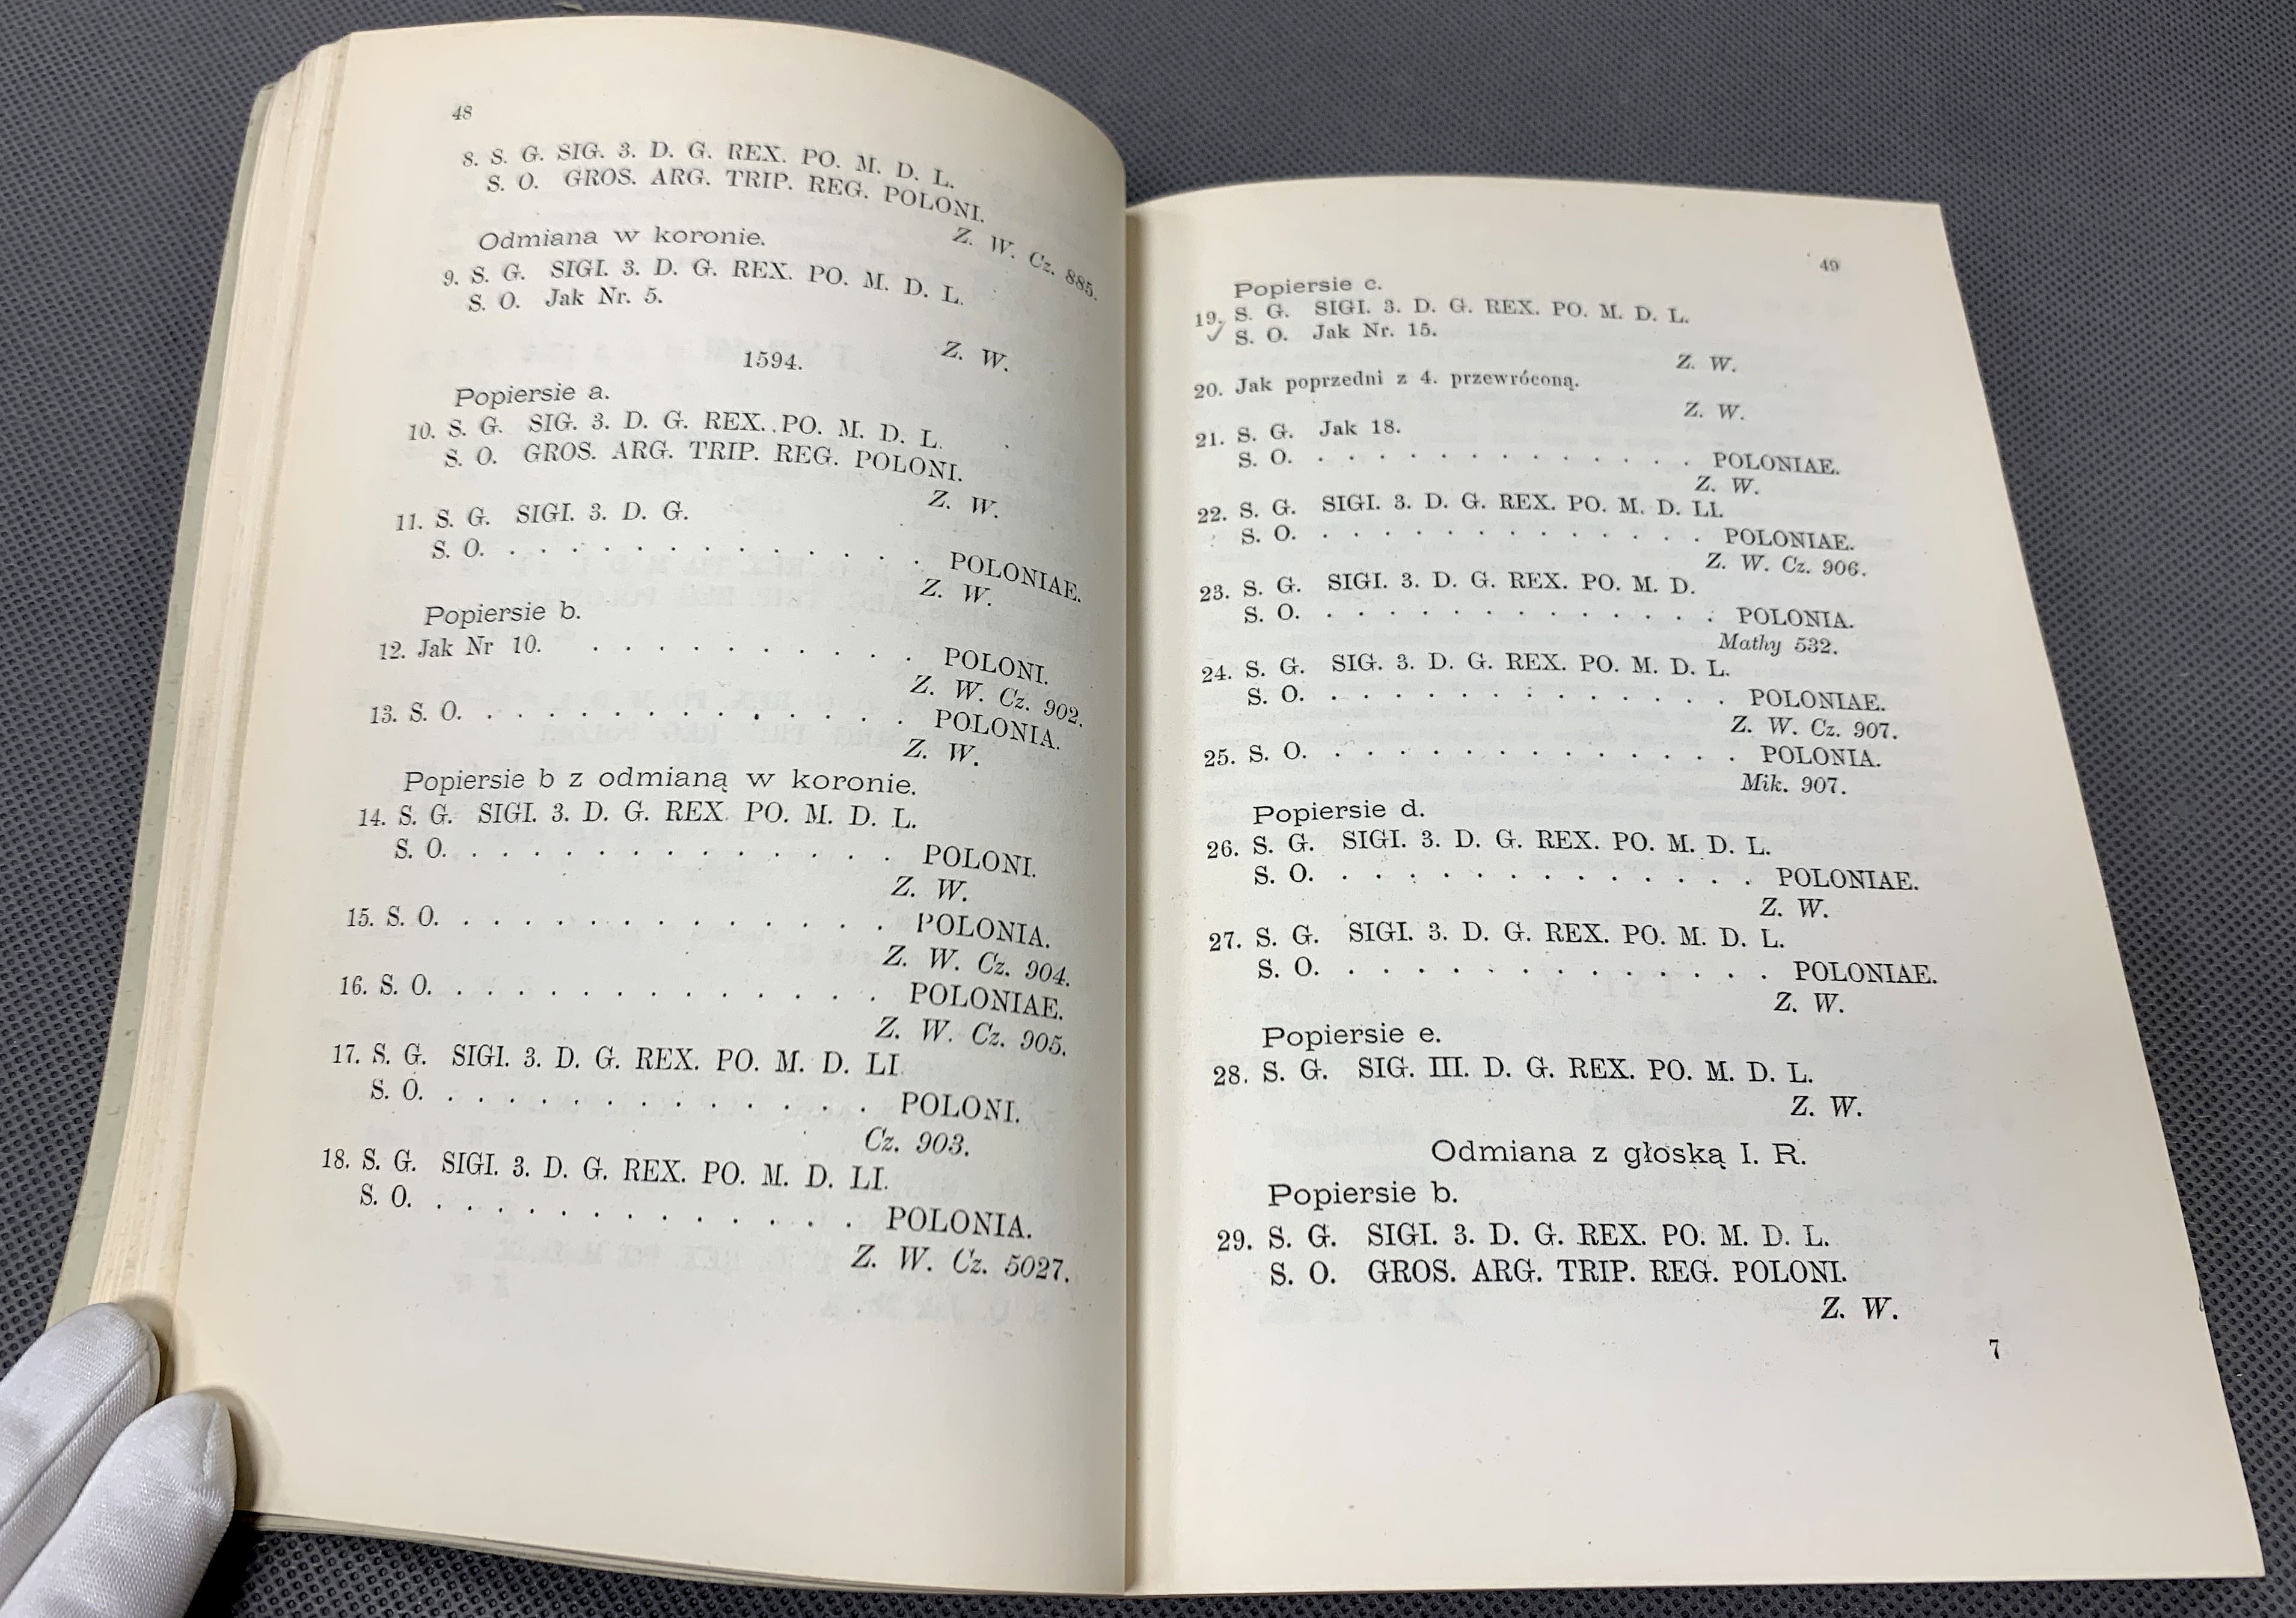 48
8. S. G. SIG. 3. D. G. REX. PO. M. D. L.
S. O. GROS. ARG. TRIP. REG. POLONI.
Z. W. Cz. 885.
Odmiana w koronie.
9. S. G. SIGI. 3. D. G. REX. PO. M. D. L.
S. O. Jak Nr. 5.
Z. W.
1594.
Popiersie a.
10. S. G. SIG. 3. D. G. REX. PO. M. D. L.
S. O. GROS. ARG. TRIP. REG. POLONI.
Z. W.
11. S. G. SIGI. 3. D. G.
S. O. . . . . . . . . . . . . . POLONIAE.
Z. W.
Popiersie b.
12. Jak Nr 10. . . . . . . . . . . POLONI.
Z. W. Cz. 902.
13. S. O. . . . . . . . . . . . . . . POLONIA.
Z. W.
Popiersie b z odmianą w koronie.
14. S. G. SIGI. 3. D. G. REX. PO. M. D. L.
S. O. . . . . . . . . . . . . . . POLONI.
Z. W.
15. S. O. . . . . . . . . . . . . . . POLONIA.
Z. W. Cz. 904.
16. S. O. . . . . . . . . . . . . . . POLONIAE.
Z. W. Cz. 905.
17. S. G. SIGI. 3. D. G. REX. PO. M. D. LI.
S. O. . . . . . . . . . . . . . . POLONI.
Cz. 903.
18. S. G. SIGI. 3. D. G. REX. PO. M. D. LI.
S. O. . . . . . . . . . . . . . . POLONIA.
Z. W. Cz. 5027.
49
Popiersie c.
19. S. G. SIGI. 3. D. G. REX. PO. M. D. L.
✓ S. O. Jak Nr. 15.
Z. W.
20. Jak poprzedni z 4. przewróconą.
Z. W.
21. S. G. Jak 18.
S. O. . . . . . . . . . . . . . POLONIAE.
Z. W.
22. S. G. SIGI. 3. D. G. REX. PO. M. D. LI.
S. O. . . . . . . . . . . . . . POLONIAE.
Z. W. Cz. 906.
23. S. G. SIGI. 3. D. G. REX. PO. M. D.
S. O. . . . . . . . . . . . . . POLONIA.
Mathy 532.
24. S. G. SIG. 3. D. G. REX. PO. M. D. L.
S. O. . . . . . . . . . . . . . POLONIAE.
Z. W. Cz. 907.
25. S. O. . . . . . . . . . . . . . POLONIA.
Mik. 907.
Popiersie d.
26. S. G. SIGI. 3. D. G. REX. PO. M. D. L.
S. O. . . . . . . . . . . . . . POLONIAE.
Z. W.
27. S. G. SIGI. 3. D. G. REX. PO. M. D. L.
S. O. . . . . . . . . . . . . . POLONIAE.
Z. W.
Popiersie e.
28. S. G. SIG. III. D. G. REX. PO. M. D. L.
Z. W.
Odmiana z głoską I. R.
Popiersie b.
29. S. G. SIGI. 3. D. G. REX. PO. M. D. L.
S. O. GROS. ARG. TRIP. REG. POLONI.
Z. W.
7